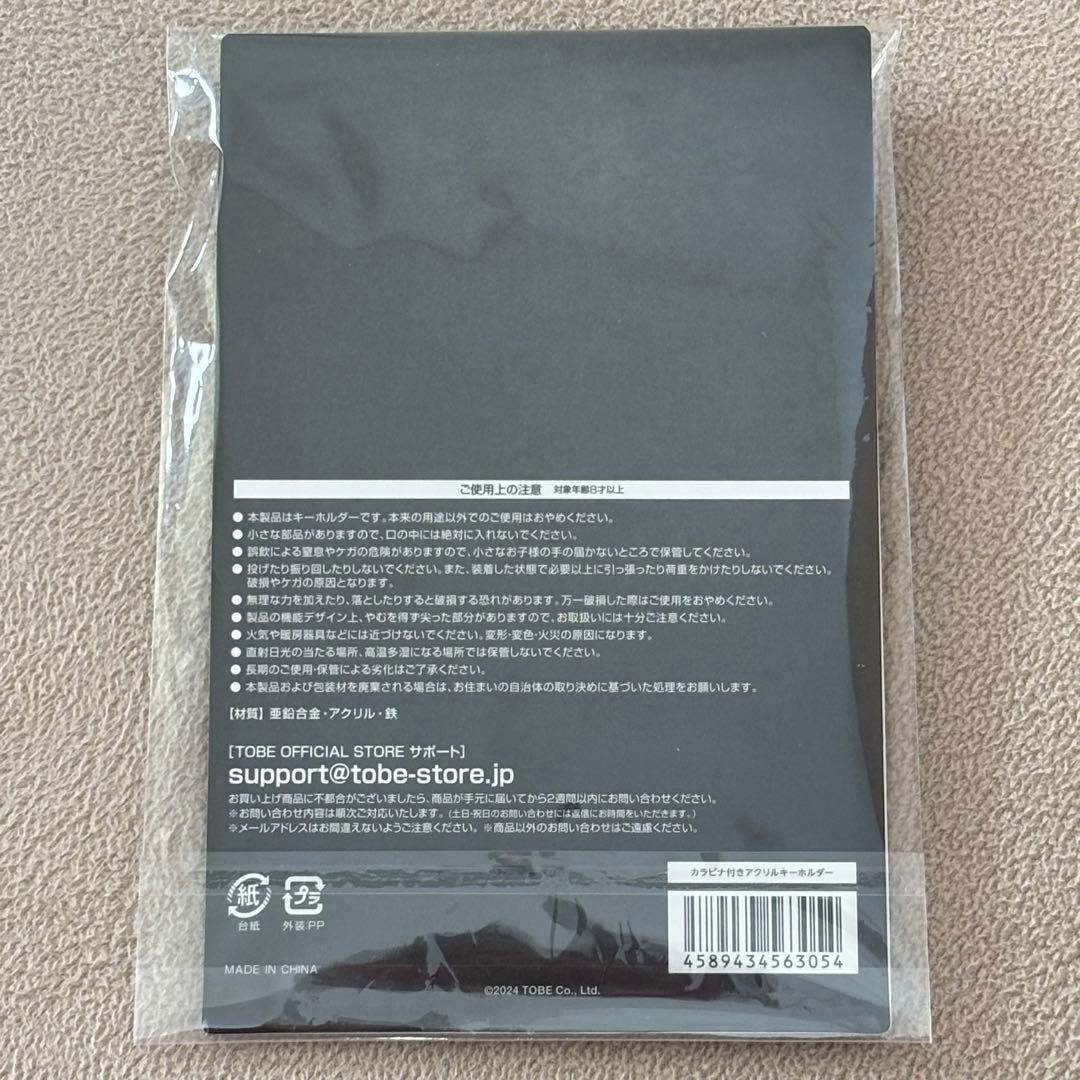 ご使用上の注意 対象年齢8才以上
● 本製品はキーホルダーです。本来の用途以外でのご使用はおやめください。
● 小さな部品がありますので、口の中には絶対に入れないでください。
● 誤飲による窒息やケガの危険がありますので、小さなお子様の手の届かないところで保管してください。
● 投げたり振り回したりしないでください。また、装着した状態で必要以上に引っ張ったり荷重をかけたりしないでください。
破損やケガの原因となります。
● 無理な力を加えたり、落としたりすると破損する恐れがあります。万一破損した際はご使用をおやめください。
● 製品の機能デザイン上、やむを得ず尖った部分がありますので、お取扱いには十分ご注意ください。
● 火気や暖房器具などには近づけないでください。変形・変色・火災の原因になります。
● 直射日光の当たる場所、高温多湿になる場所では保管しないでください。
● 長期のご使用・保管による劣化はご了承ください。
● 本製品および包装材を廃棄される場合は、お住まいの自治体の取り決めに基づいた処理をお願いします。
【材質】亜鉛合金・アクリル・鉄
[TOBE OFFICIAL STORE サポート]
support@tobe-store.jp
お買い上げ商品に不都合がございましたら、商品が手元に届いてから2週間以内にお問い合わせください。
※お問い合わせ内容は順次ご対応いたします。(土日・祝日のお問い合わせには返信にお時間をいただきます。)
※メールアドレスはお間違えないようご注意ください。※商品以外のお問い合わせはご遠慮ください。
紙 プラ
台紙 外装:PP
カラビナ付きアクリルキーホルダー
4589434563054
MADE IN CHINA
©2024 TOBE Co., Ltd.